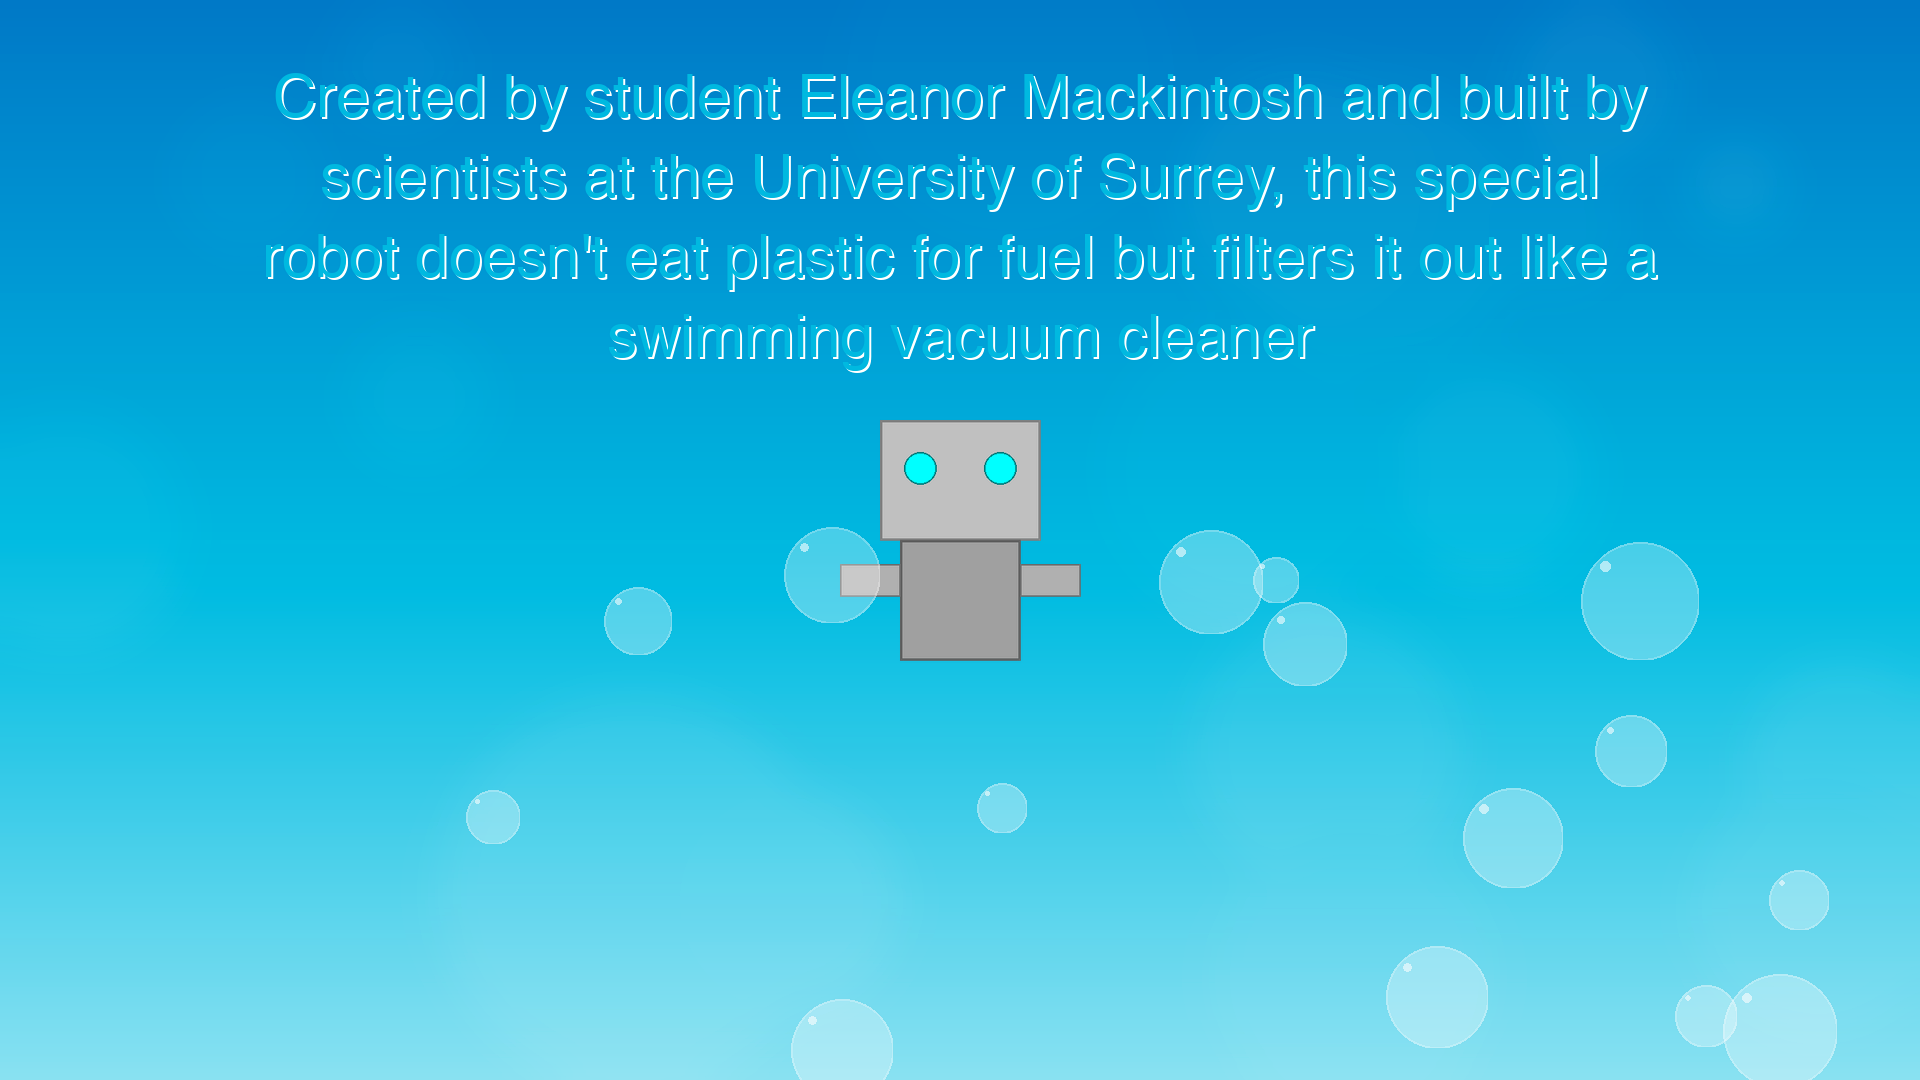 Created by student Eleanor Mackintosh and built by
scientists at the University of Surrey, this special
robot doesn't eat plastic for fuel but filters it out like a
swimming vacuum cleaner